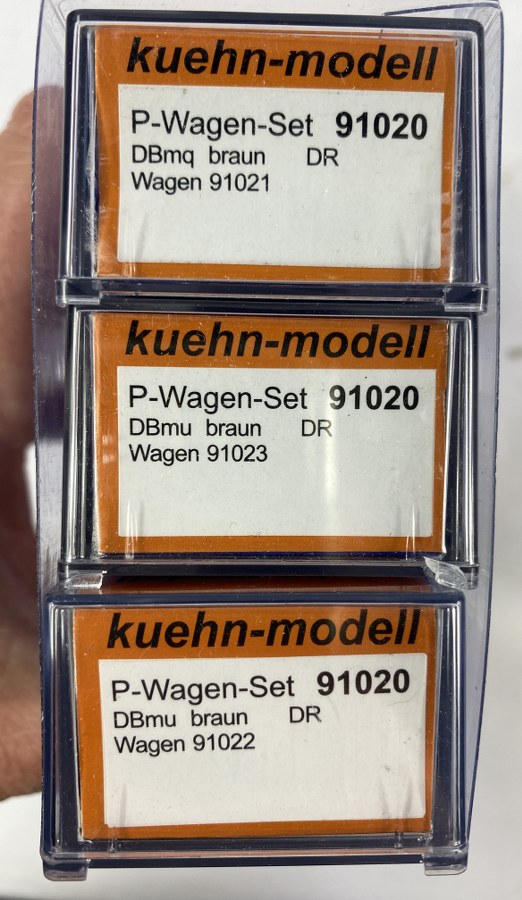 kuehn-modell
P-Wagen-Set 91020
DBmq braun DR
Wagen 91021
kuehn-modell
P-Wagen-Set 91020
DBmu braun DR
Wagen 91023
kuehn-modell
P-Wagen-Set 91020
DBmu braun DR
Wagen 91022